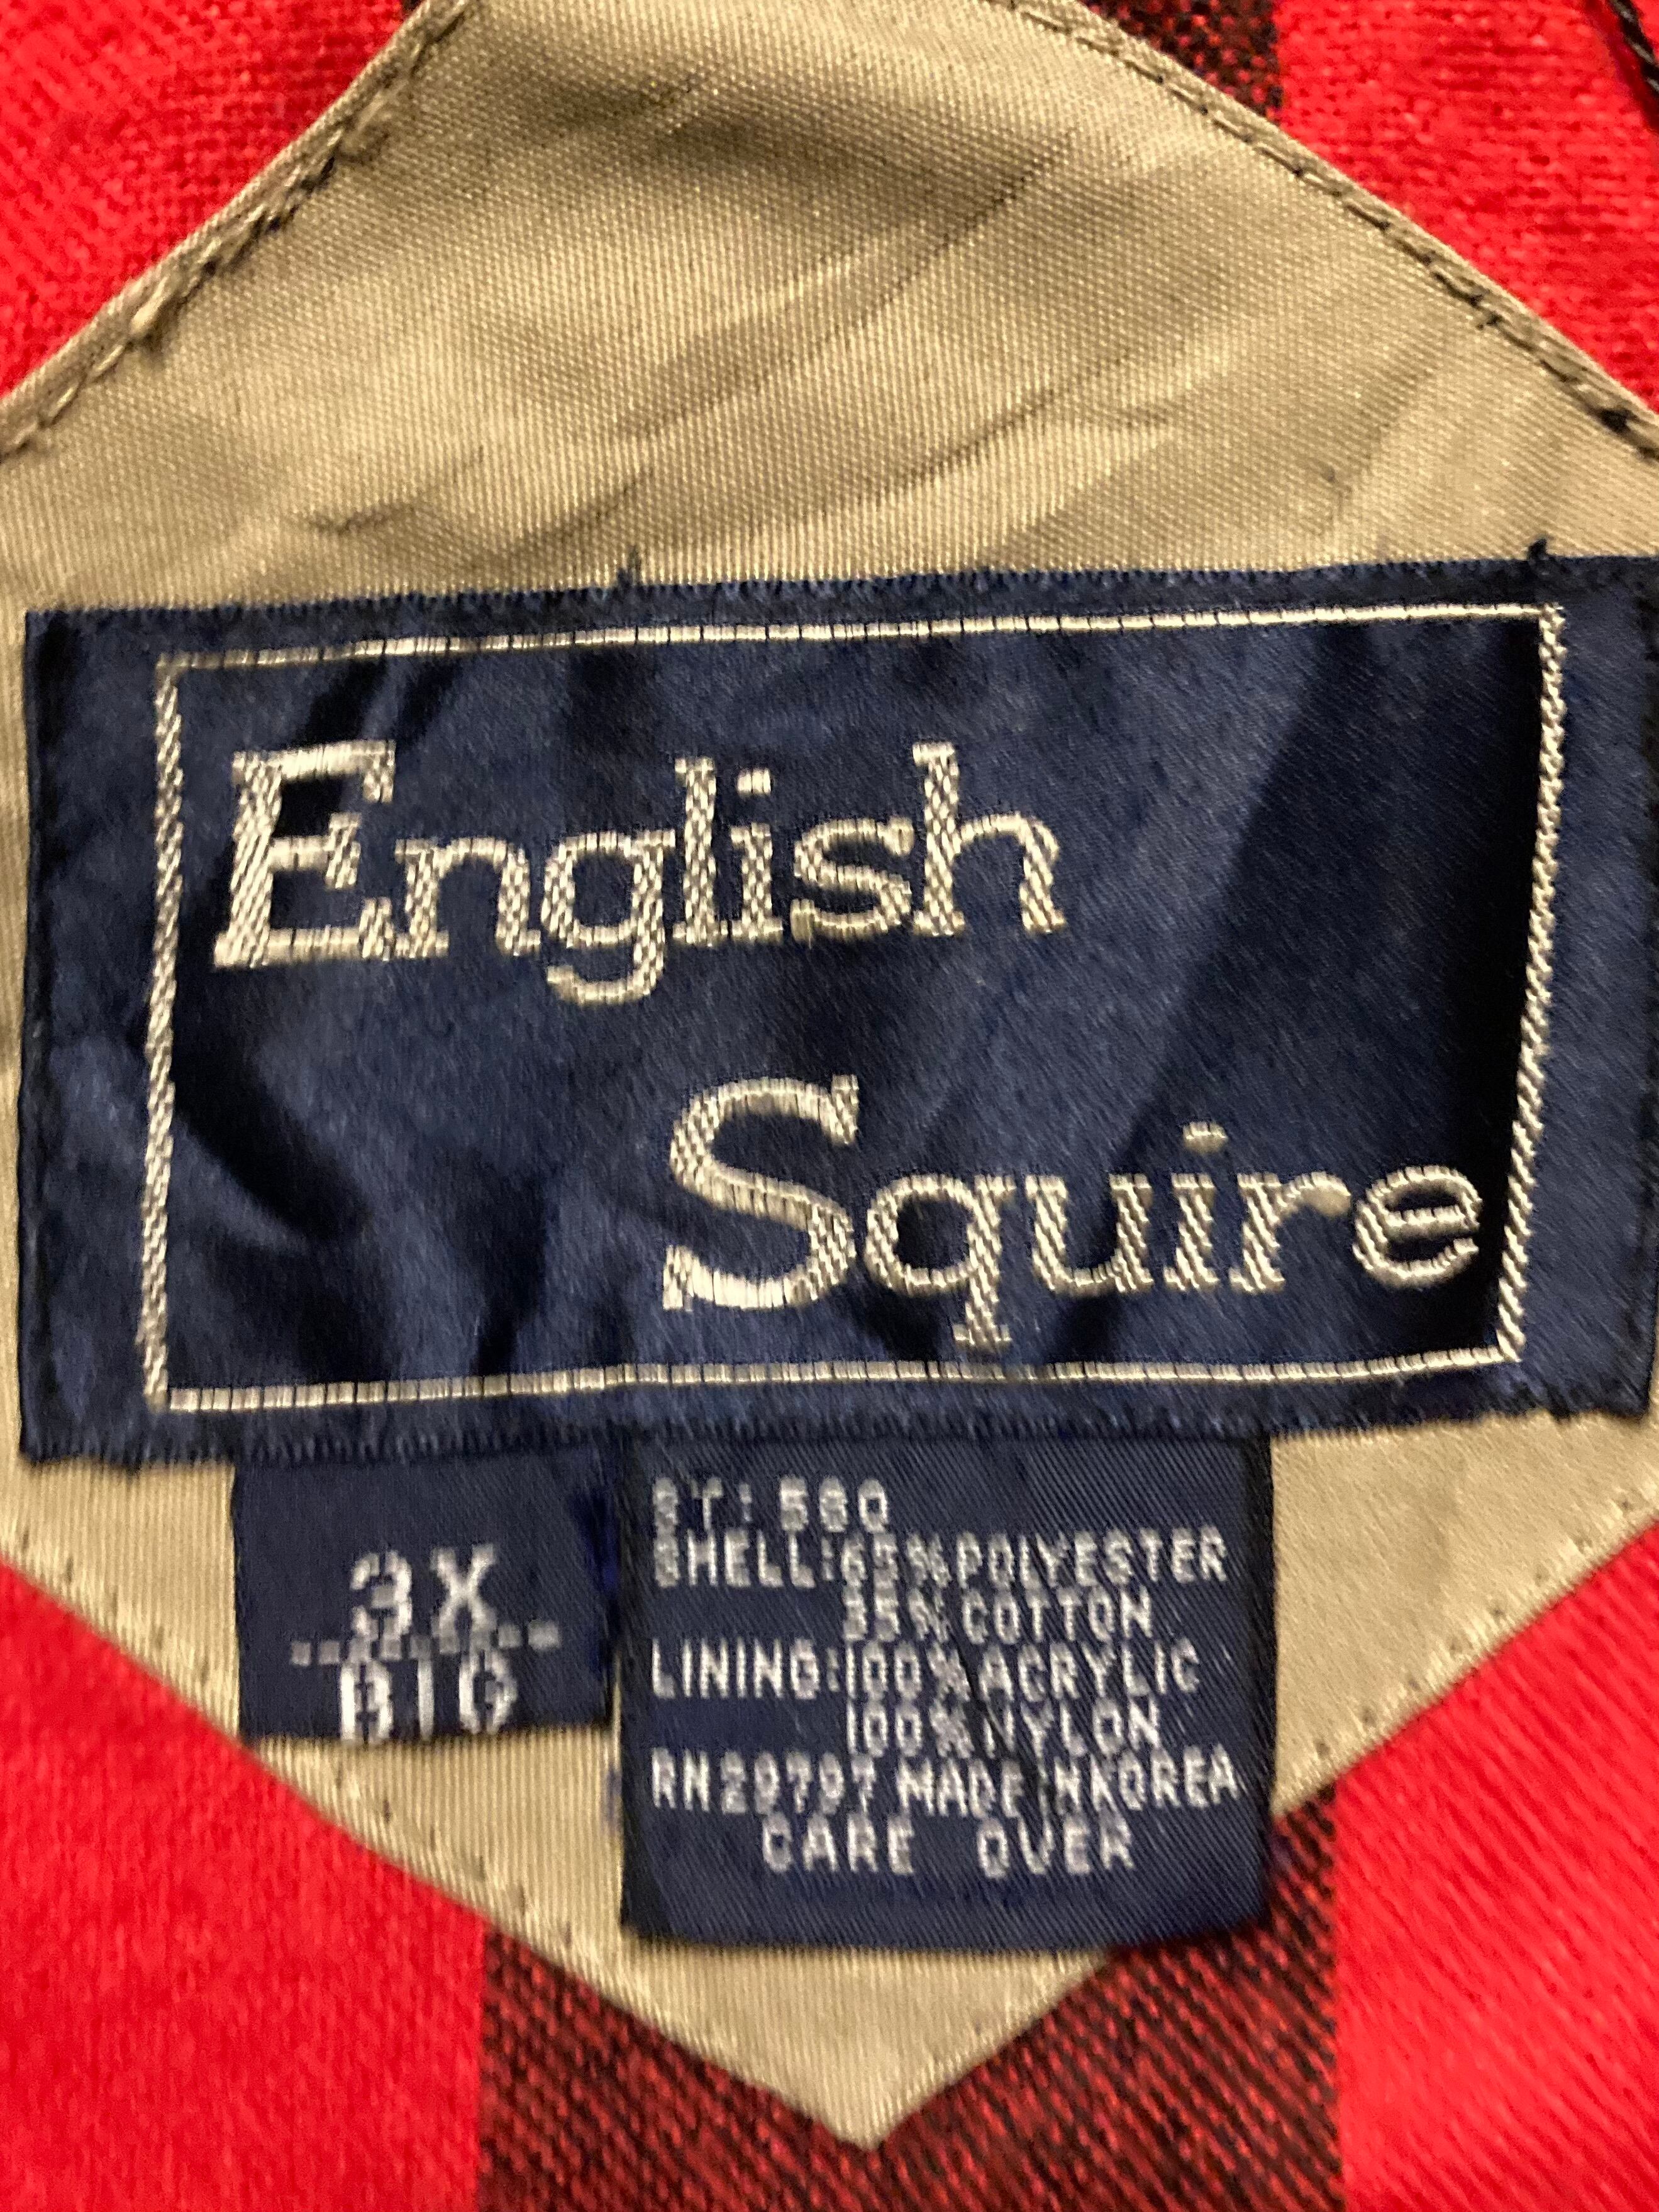 English
Squire
3X
BIG
ST: 580
SHELL:65%POLYESTER
35%COTTON
LINING:100%ACRYLIC
100%NYLON
RN29797 MADE IN KOREA
CARE OVER